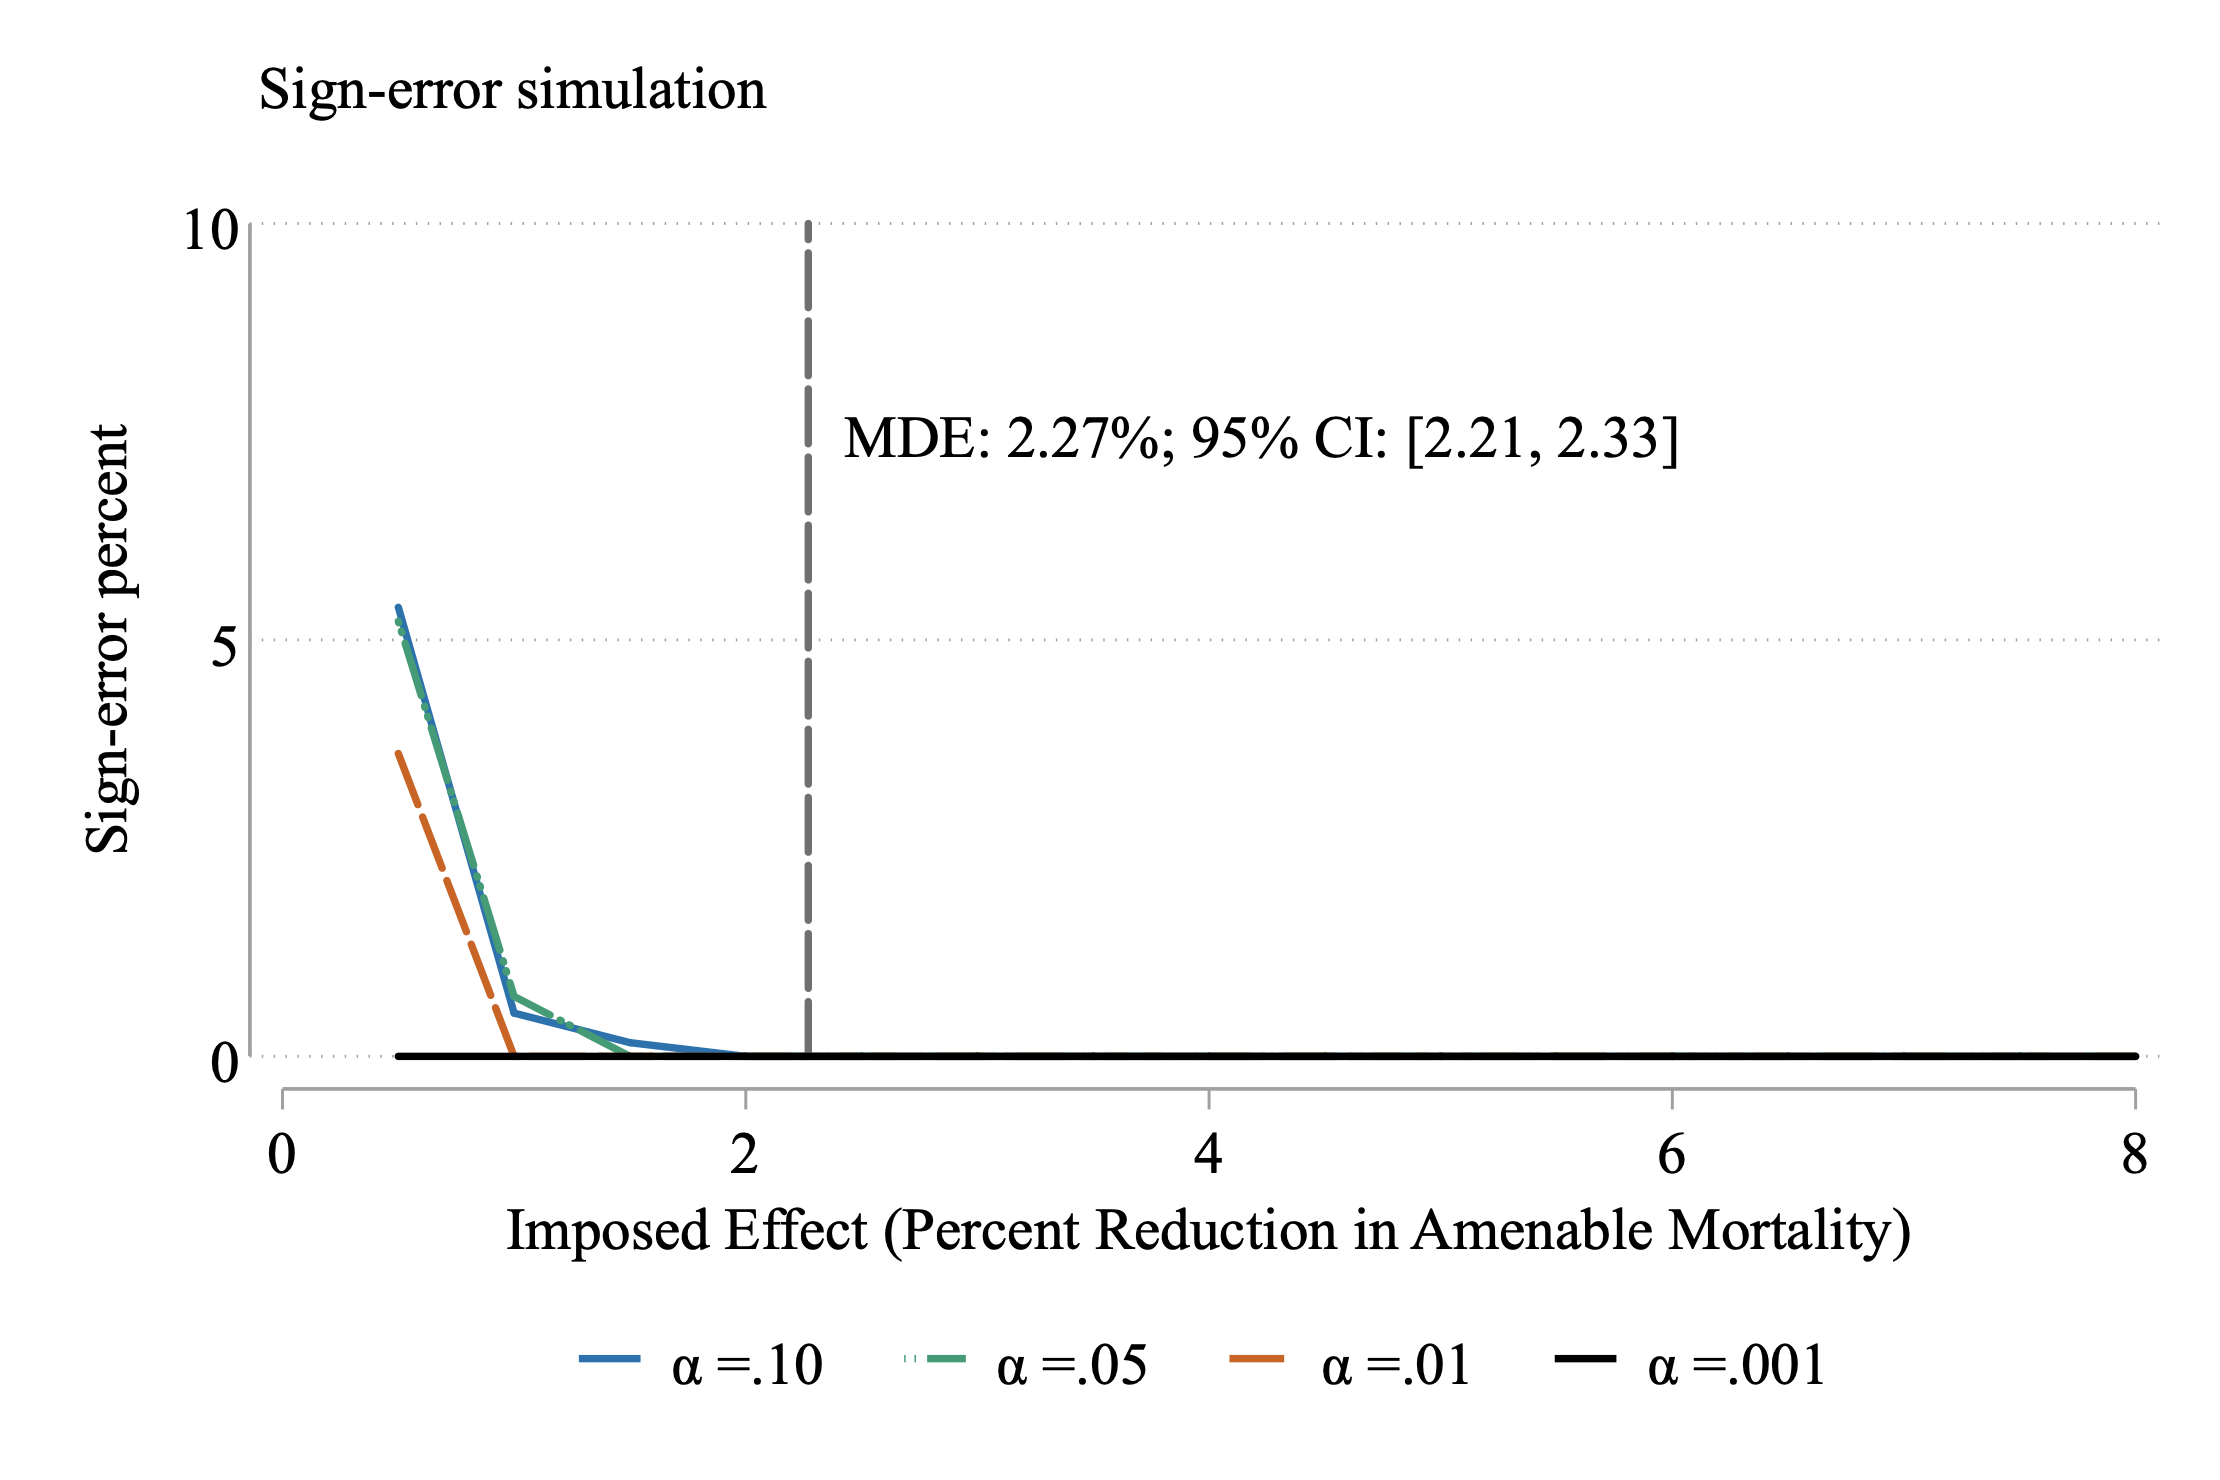 Sign-error simulation
10
5
0
Sign-error percent
MDE: 2.27%; 95% CI: [2.21, 2.33]
0 2 4 6 8
Imposed Effect (Percent Reduction in Amenable Mortality)
α =.10 α =.05 α =.01 α =.001